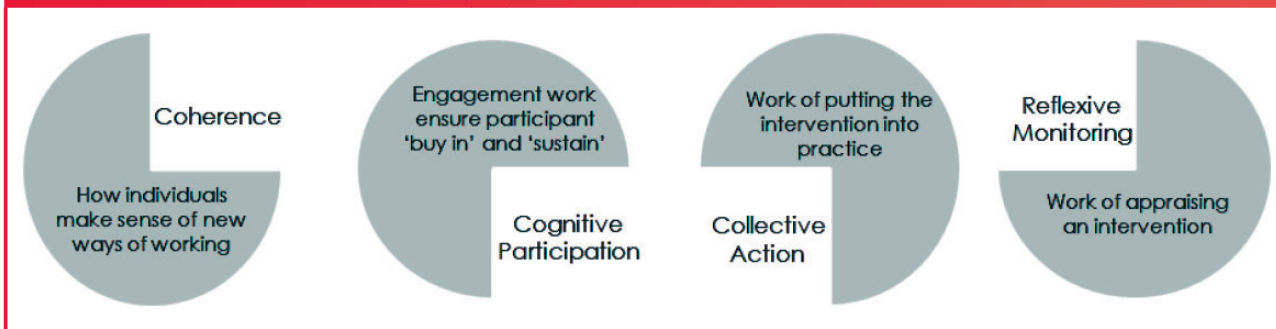 Coherence
How individuals
make sense of new
ways of working
Engagement work
ensure participant
‘buy in’ and ‘sustain’
Cognitive
Participation
Work of putting the
intervention into
practice
Collective
Action
Reflexive
Monitoring
Work of appraising
an intervention